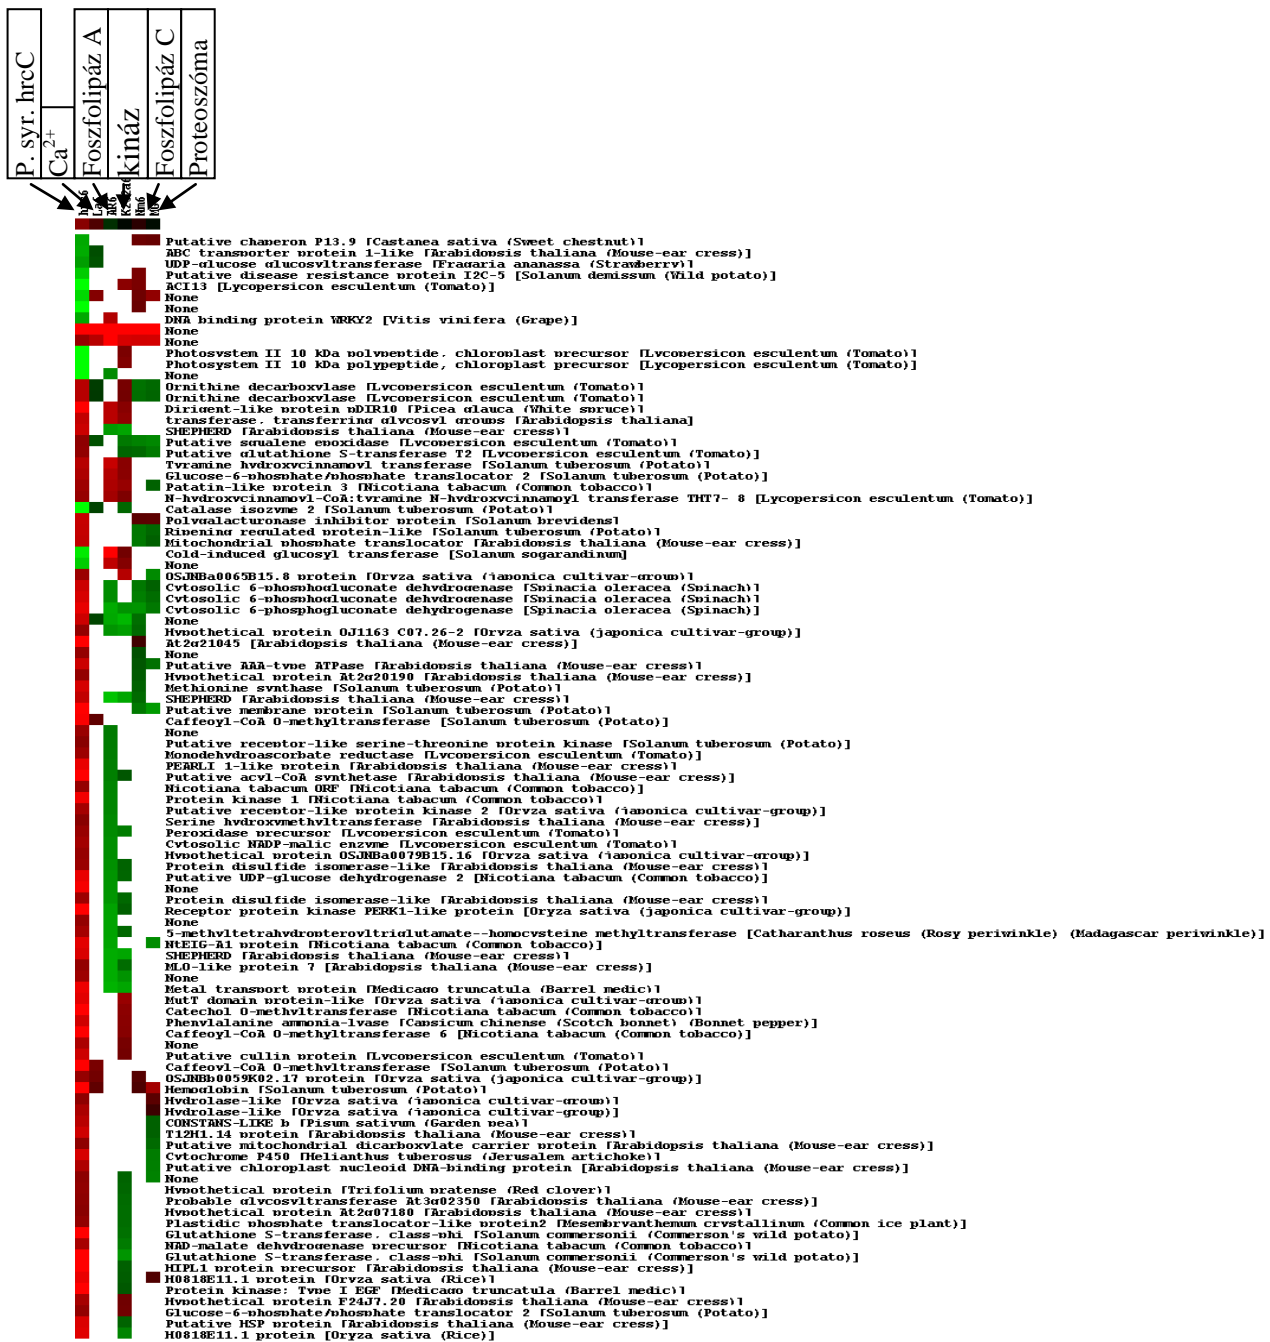 P. syr. hrcC
Ca2+
Foszfolipáz A
kináz
Foszfolipáz C
Proteoszóma
Putative chaperon P13.9 [Castanea sativa (Sweet chestnut)]
ABC transporter protein 1-like [Arabidopsis thaliana (Mouse-ear cress)]
UDP-glucose glucosyltransferase [Fragaria ananassa (Strawberry)]
Putative disease resistance protein I2C-5 [Solanum demissum (Wild potato)]
ACI13 [Lycopersicon esculentum (Tomato)]
None
None
DNA binding protein WRKY2 [Vitis vinifera (Grape)]
None
None
Photosystem II 10 kDa polypeptide, chloroplast precursor [Lycopersicon esculentum (Tomato)]
Photosystem II 10 kDa polypeptide, chloroplast precursor [Lycopersicon esculentum (Tomato)]
None
Ornithine decarboxylase [Lycopersicon esculentum (Tomato)]
Ornithine decarboxylase [Lycopersicon esculentum (Tomato)]
Dirigent-like protein pDIR10 [Picea glauca (White spruce)]
transferase, transferring glycosyl groups [Arabidopsis thaliana]
SHEPHERD [Arabidopsis thaliana (Mouse-ear cress)]
Putative squalene epoxidase [Lycopersicon esculentum (Tomato)]
Putative glutathione S-transferase T2 [Lycopersicon esculentum (Tomato)]
Tyramine hydroxycinnamoyl transferase [Solanum tuberosum (Potato)]
Glucose-6-phosphate/phosphate translocator 2 [Solanum tuberosum (Potato)]
Patatin-like protein 3 [Nicotiana tabacum (Common tobacco)]
N-hydroxycinnamoyl-CoA:tyramine N-hydroxycinnamoyl transferase THT7- 8 [Lycopersicon esculentum (Tomato)]
Catalase isozyme 2 [Solanum tuberosum (Potato)]
Polygalacturonase inhibitor protein [Solanum brevidens]
Ripening regulated protein-like [Solanum tuberosum (Potato)]
Mitochondrial phosphate translocator [Arabidopsis thaliana (Mouse-ear cress)]
Cold-induced glucosyl transferase [Solanum sogarandinum]
None
OSJNBa0065B15.8 protein [Oryza sativa (japonica cultivar-group)]
Cytosolic 6-phosphogluconate dehydrogenase [Spinacia oleracea (Spinach)]
Cytosolic 6-phosphogluconate dehydrogenase [Spinacia oleracea (Spinach)]
Cytosolic 6-phosphogluconate dehydrogenase [Spinacia oleracea (Spinach)]
None
Hypothetical protein OJ1163 C07.26-2 [Oryza sativa (japonica cultivar-group)]
At2g21045 [Arabidopsis thaliana (Mouse-ear cress)]
None
Putative AAA-type ATPase [Arabidopsis thaliana (Mouse-ear cress)]
Hypothetical protein At2g20190 [Arabidopsis thaliana (Mouse-ear cress)]
Methionine synthase [Solanum tuberosum (Potato)]
SHEPHERD [Arabidopsis thaliana (Mouse-ear cress)]
Putative membrane protein [Solanum tuberosum (Potato)]
Caffeoyl-CoA O-methyltransferase [Solanum tuberosum (Potato)]
None
Putative receptor-like serine-threonine protein kinase [Solanum tuberosum (Potato)]
Monodehydroascorbate reductase [Lycopersicon esculentum (Tomato)]
PEARLI 1-like protein [Arabidopsis thaliana (Mouse-ear cress)]
Putative acyl-CoA synthetase [Arabidopsis thaliana (Mouse-ear cress)]
Nicotiana tabacum ORF [Nicotiana tabacum (Common tobacco)]
Protein kinase 1 [Nicotiana tabacum (Common tobacco)]
Putative receptor-like protein kinase 2 [Oryza sativa (japonica cultivar-group)]
Serine hydroxymethyltransferase [Arabidopsis thaliana (Mouse-ear cress)]
Peroxidase precursor [Lycopersicon esculentum (Tomato)]
Cytosolic NADP-malic enzyme [Lycopersicon esculentum (Tomato)]
Hypothetical protein OSJNBa0079B15.16 [Oryza sativa (japonica cultivar-group)]
Protein disulfide isomerase-like [Arabidopsis thaliana (Mouse-ear cress)]
Putative UDP-glucose dehydrogenase 2 [Nicotiana tabacum (Common tobacco)]
None
Protein disulfide isomerase-like [Arabidopsis thaliana (Mouse-ear cress)]
Receptor protein kinase PERK1-like protein [Oryza sativa (japonica cultivar-group)]
None
5-methyltetrahydropteroyltriglutamate--homocysteine methyltransferase [Catharanthus roseus (Rosy periwinkle) (Madagascar periwinkle)]
NtEIG-A1 protein [Nicotiana tabacum (Common tobacco)]
SHEPHERD [Arabidopsis thaliana (Mouse-ear cress)]
MLO-like protein 7 [Arabidopsis thaliana (Mouse-ear cress)]
None
Metal transport protein [Medicago truncatula (Barrel medic)]
MutT domain protein-like [Oryza sativa (japonica cultivar-group)]
Catechol O-methyltransferase [Nicotiana tabacum (Common tobacco)]
Phenylalanine ammonia-lyase [Capsicum chinense (Scotch bonnet) (Bonnet pepper)]
Caffeoyl-CoA O-methyltransferase 6 [Nicotiana tabacum (Common tobacco)]
None
Putative cullin protein [Lycopersicon esculentum (Tomato)]
Caffeoyl-CoA O-methyltransferase [Solanum tuberosum (Potato)]
OSJNBb0059K02.17 protein [Oryza sativa (japonica cultivar-group)]
Hemoglobin [Solanum tuberosum (Potato)]
Hydrolase-like [Oryza sativa (japonica cultivar-group)]
Hydrolase-like [Oryza sativa (japonica cultivar-group)]
CONSTANS-LIKE b [Pisum sativum (Garden pea)]
T12H1.14 protein [Arabidopsis thaliana (Mouse-ear cress)]
Putative mitochondrial dicarboxylate carrier protein [Arabidopsis thaliana (Mouse-ear cress)]
Cytochrome P450 [Helianthus tuberosus (Jerusalem artichoke)]
Putative chloroplast nucleoid DNA-binding protein [Arabidopsis thaliana (Mouse-ear cress)]
None
Hypothetical protein [Trifolium pratense (Red clover)]
Probable glycosyltransferase At3g02350 [Arabidopsis thaliana (Mouse-ear cress)]
Hypothetical protein At2g07180 [Arabidopsis thaliana (Mouse-ear cress)]
Plastidic phosphate translocator-like protein2 [Mesembryanthemum crystallinum (Common ice plant)]
Glutathione S-transferase, class-phi [Solanum commersonii (Commerson's wild potato)]
NAD-malate dehydrogenase precursor [Nicotiana tabacum (Common tobacco)]
Glutathione S-transferase, class-phi [Solanum commersonii (Commerson's wild potato)]
HIPL1 protein precursor [Arabidopsis thaliana (Mouse-ear cress)]
H0818E11.1 protein [Oryza sativa (Rice)]
Protein kinase: Type I EGF [Medicago truncatula (Barrel medic)]
Hypothetical protein F24J7.20 [Arabidopsis thaliana (Mouse-ear cress)]
Glucose-6-phosphate/phosphate translocator 2 [Solanum tuberosum (Potato)]
Putative HSP protein [Arabidopsis thaliana (Mouse-ear cress)]
H0818E11.1 protein [Oryza sativa (Rice)]